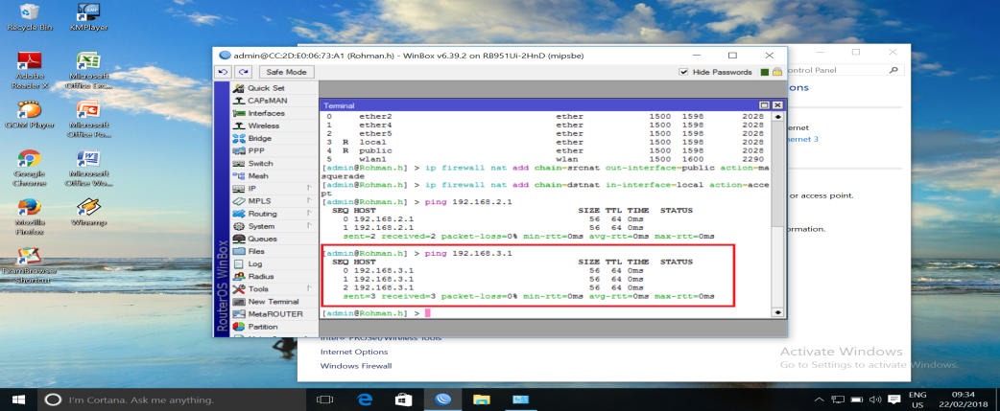 Recycle Bin
KMPlayer
Adobe Reader X
Microsoft Office Exc...
GOM Player
Microsoft Office Po...
Google Chrome
Microsoft Office Wo...
Mozilla Firefox
Winamp
ExamBrowser Shortcut
admin@CC:2D:E0:06:73:A1 (Rohman.h) - WinBox v6.39.2 on RB951Ui-2HnD (mipsbe)
Safe Mode
Hide Passwords
RouterOS WinBox
Quick Set
CAPsMAN
Interfaces
Wireless
Bridge
PPP
Switch
Mesh
IP
MPLS
Routing
System
Queues
Files
Log
Radius
Tools
New Terminal
MetaROUTER
Partition
Terminal
0 ether2 ether 1500 1598 2028
1 ether4 ether 1500 1598 2028
2 ether5 ether 1500 1598 2028
3 R local ether 1500 1598 2028
4 R public ether 1500 1598 2028
5 wlan1 wlan 1500 1600 2290
[admin@Rohman.h] > ip firewall nat add chain=srcnat out-interface=public action=ma
squerade
[admin@Rohman.h] > ip firewall nat add chain=dstnat in-interface=local action=acce
pt
[admin@Rohman.h] > ping 192.168.2.1
SEQ HOST SIZE TTL TIME STATUS
0 192.168.2.1 56 64 0ms
1 192.168.2.1 56 64 0ms
sent=2 received=2 packet-loss=0% min-rtt=0ms avg-rtt=0ms max-rtt=0ms
[admin@Rohman.h] > ping 192.168.3.1
SEQ HOST SIZE TTL TIME STATUS
0 192.168.3.1 56 64 0ms
1 192.168.3.1 56 64 0ms
2 192.168.3.1 56 64 0ms
sent=3 received=3 packet-loss=0% min-rtt=0ms avg-rtt=0ms max-rtt=0ms
[admin@Rohman.h] >
ontrol Panel
ons
ernet
hernet 3
or access point.
ormation.
Intel® PROSet/Wireless Tools
Internet Options
Windows Firewall
Activate Windows
Go to Settings to activate Windows.
I'm Cortana. Ask me anything.
ENG
US
09:34
22/02/2018